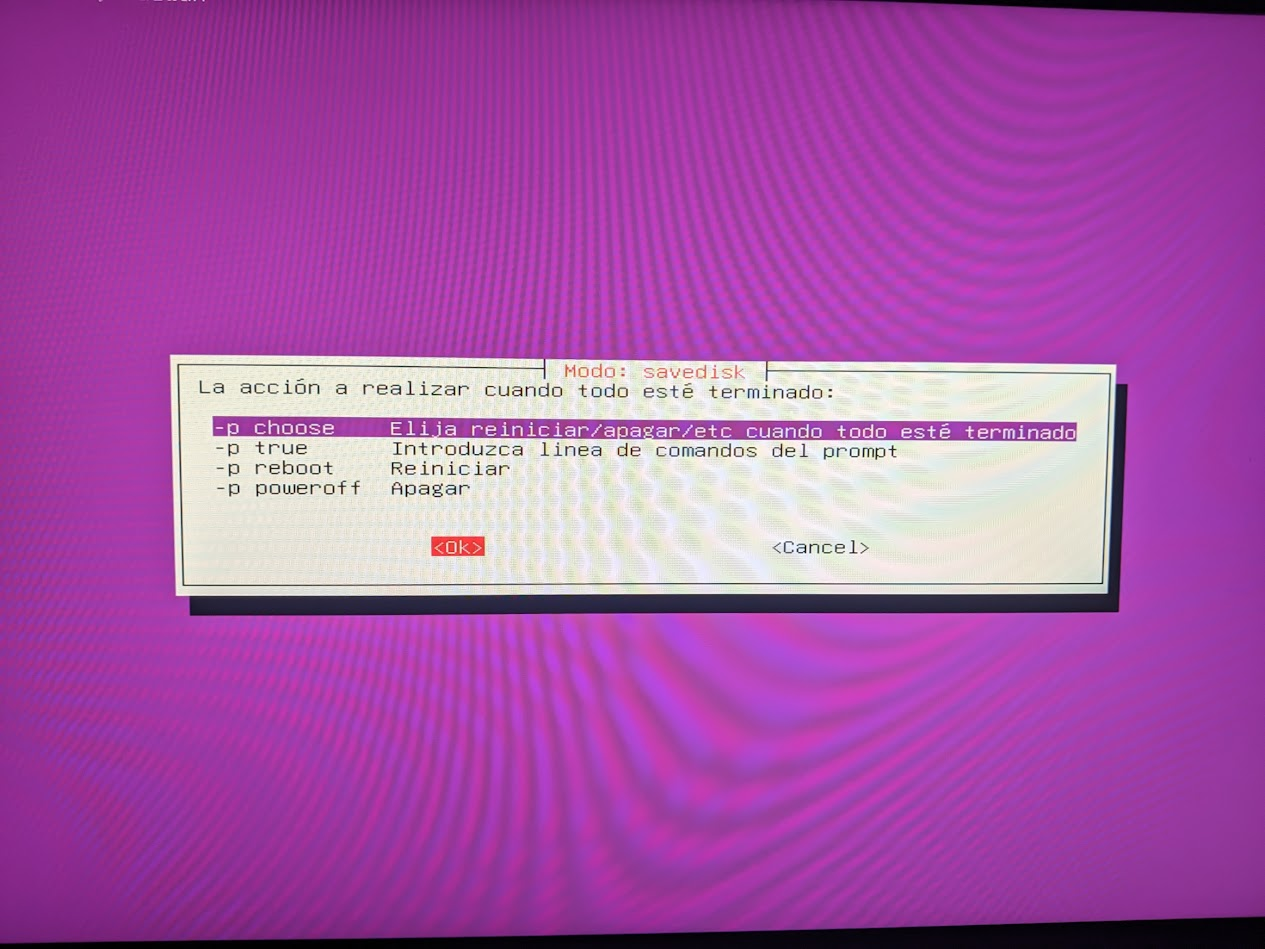 Modo: savedisk
La acción a realizar cuando todo esté terminado:
-p choose Elija reiniciar/apagar/etc cuando todo esté terminado
-p true Introduzca línea de comandos del prompt
-p reboot Reiniciar
-p poweroff Apagar
<Ok> <Cancel>